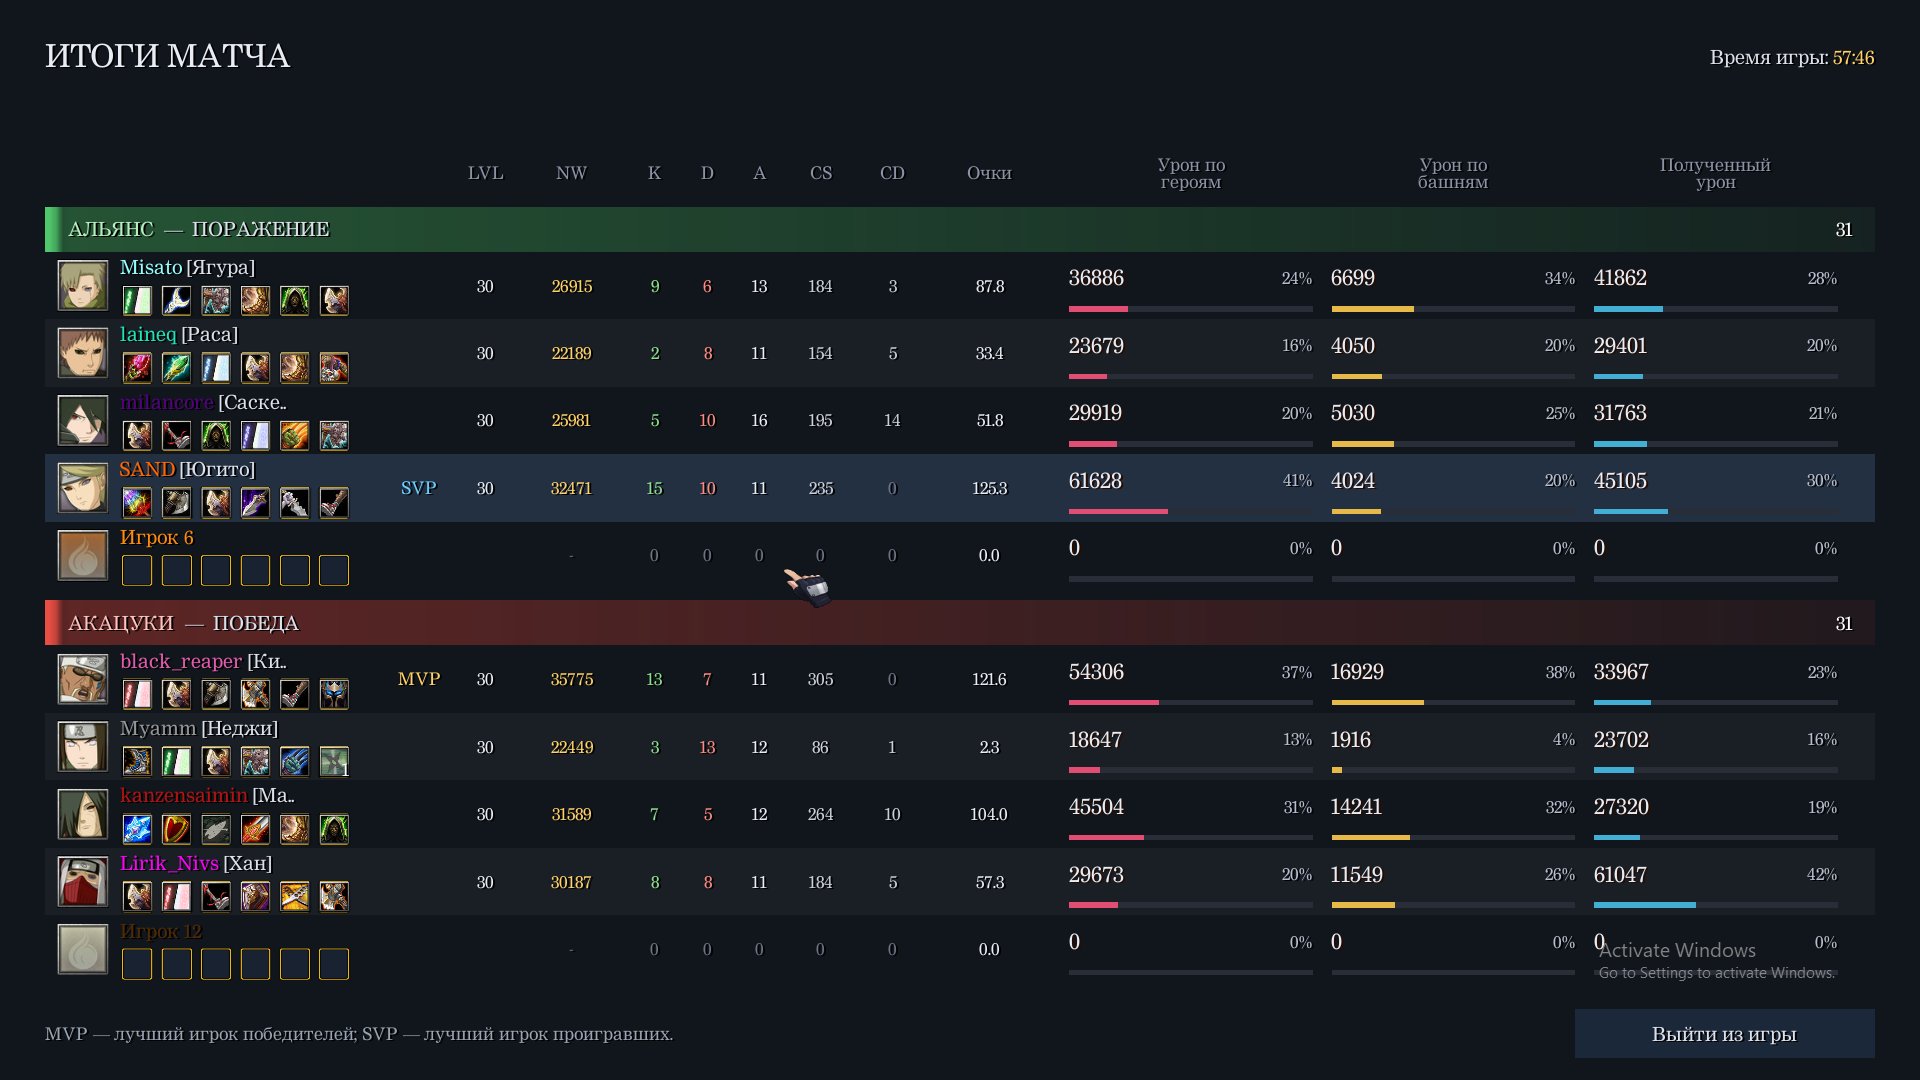 ИТОГИ МАТЧА
Время игры: 57:46
LVL NW K D A CS CD Очки Урон по героям Урон по башням Полученный урон
АЛЬЯНС — ПОРАЖЕНИЕ 31
Misato [Ягура] 30 26915 9 6 13 184 3 87.8 36886 24% 6699 34% 41862 28%
laineq [Раса] 30 22189 2 8 11 154 5 33.4 23679 16% 4050 20% 29401 20%
milancore [Саске.. 30 25981 5 10 16 195 14 51.8 29919 20% 5030 25% 31763 21%
SAND [Югито] SVP 30 32471 15 10 11 235 0 125.3 61628 41% 4024 20% 45105 30%
Игрок 6 - 0 0 0 0 0 0.0 0 0% 0 0% 0 0%
АКАЦУКИ — ПОБЕДА 31
black_reaper [Ки.. MVP 30 35775 13 7 11 305 0 121.6 54306 37% 16929 38% 33967 23%
Myamm [Неджи] 1 30 22449 3 13 12 86 1 2.3 18647 13% 1916 4% 23702 16%
kanzensaimin [Ма.. 30 31589 7 5 12 264 10 104.0 45504 31% 14241 32% 27320 19%
Lirik_Nivs [Хан] 30 30187 8 8 11 184 5 57.3 29673 20% 11549 26% 61047 42%
Игрок 12 - 0 0 0 0 0 0.0 0 0% 0 0% 0 0%
Activate Windows
Go to Settings to activate Windows.
MVP — лучший игрок победителей; SVP — лучший игрок проигравших.
Выйти из игры